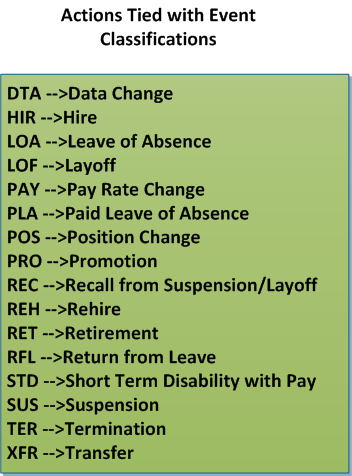 Actions Tied with Event
Classifications
DTA -->Data Change
HIR -->Hire
LOA -->Leave of Absence
LOF -->Layoff
PAY -->Pay Rate Change
PLA -->Paid Leave of Absence
POS -->Position Change
PRO -->Promotion
REC -->Recall from Suspension/Layoff
REH -->Rehire
RET -->Retirement
RFL -->Return from Leave
STD -->Short Term Disability with Pay
SUS -->Suspension
TER -->Termination
XFR -->Transfer